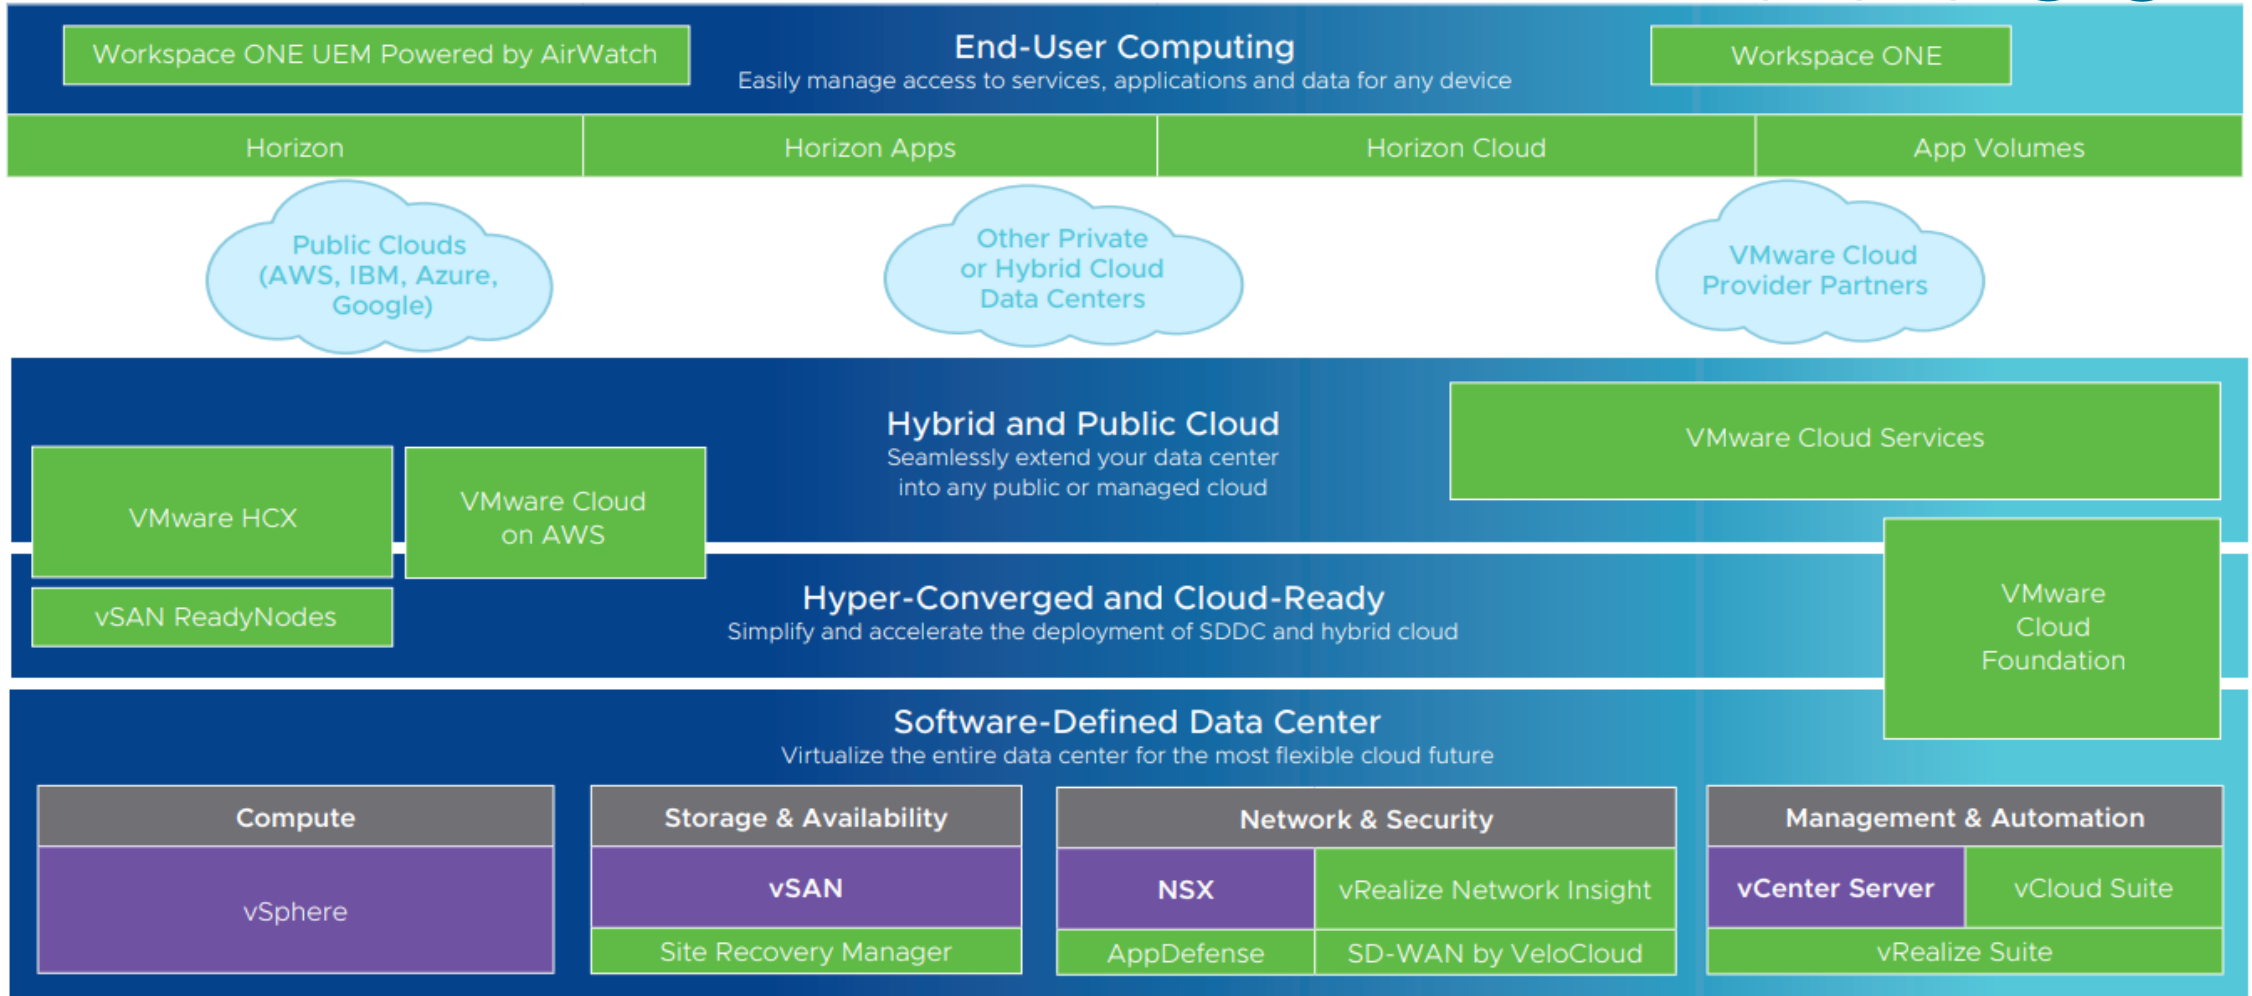 Workspace ONE UEM Powered by AirWatch
End-User Computing
Easily manage access to services, applications and data for any device
Workspace ONE
Horizon
Horizon Apps
Horizon Cloud
App Volumes
Public Clouds
(AWS, IBM, Azure,
Google)
Other Private
or Hybrid Cloud
Data Centers
VMware Cloud
Provider Partners
Hybrid and Public Cloud
Seamlessly extend your data center
into any public or managed cloud
VMware Cloud Services
VMware HCX
VMware Cloud
on AWS
vSAN ReadyNodes
Hyper-Converged and Cloud-Ready
Simplify and accelerate the deployment of SDDC and hybrid cloud
VMware
Cloud
Foundation
Software-Defined Data Center
Virtualize the entire data center for the most flexible cloud future
Compute
vSphere
Storage & Availability
vSAN
Site Recovery Manager
Network & Security
NSX
vRealize Network Insight
AppDefense
SD-WAN by VeloCloud
Management & Automation
vCenter Server
vCloud Suite
vRealize Suite